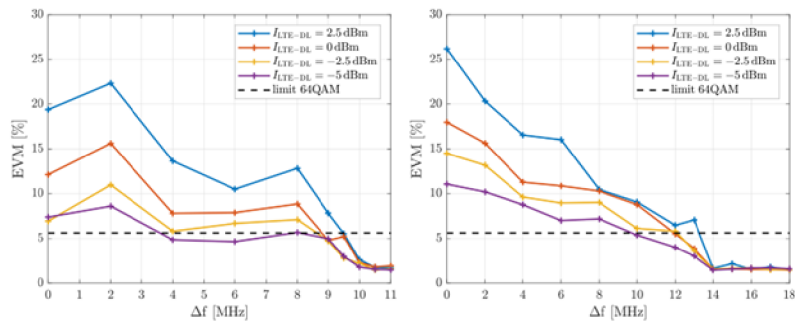 30
25
20
15
10
5
0
EVM [%]
0 1 2 3 4 5 6 7 8 9 10 11
Δf [MHz]
I_LTE−DL = 2.5 dBm
I_LTE−DL = 0 dBm
I_LTE−DL = −2.5 dBm
I_LTE−DL = −5 dBm
limit 64QAM
30
25
20
15
10
5
0
EVM [%]
0 2 4 6 8 10 12 14 16 18
Δf [MHz]
I_LTE−DL = 2.5 dBm
I_LTE−DL = 0 dBm
I_LTE−DL = −2.5 dBm
I_LTE−DL = −5 dBm
limit 64QAM